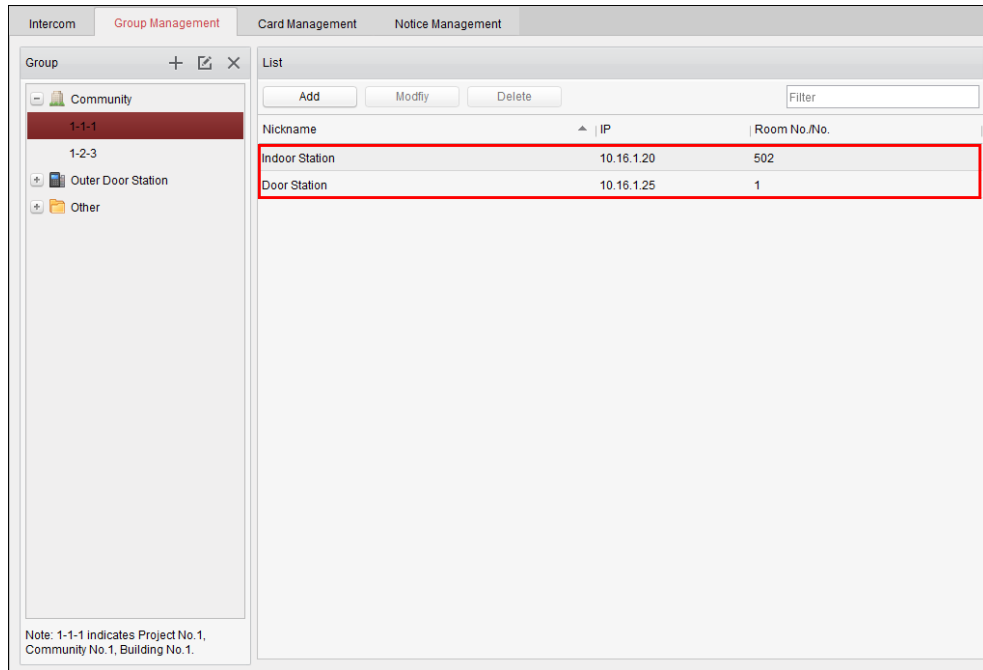 Intercom Group Management Card Management Notice Management
Group
List
Community
1-1-1
1-2-3
Outer Door Station
Other
Note: 1-1-1 indicates Project No.1,
Community No.1, Building No.1.
Add Modfiy Delete Filter
Nickname IP Room No./No.
Indoor Station 10.16.1.20 502
Door Station 10.16.1.25 1